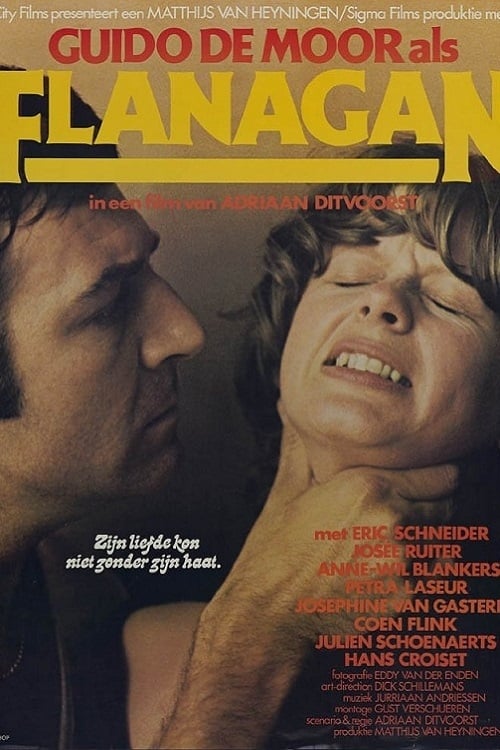 City Films presenteert een MATTHIJS VAN HEYNINGEN/Sigma Films produktie
GUIDO DE MOOR als
FLANAGAN
in een film van ADRIAAN DITVOORST
Zijn liefde kon
niet zonder zijn haat.
met ERIC SCHNEIDER
JOSÉE RUITER
ANNE-WIL BLANKERS
PETRA LASEUR
JOSEPHINE VAN GASTEREN
COEN FLINK
JULIEN SCHOENAERTS
HANS CROISET
fotografie EDDY VAN DER ENDEN
art-direction DICK SCHILLEMANS
muziek JURRIAAN ANDRIESSEN
montage GUST VERSCHUEREN
scenario & regie ADRIAAN DITVOORST
produktie MATTHIJS VAN HEYNINGEN